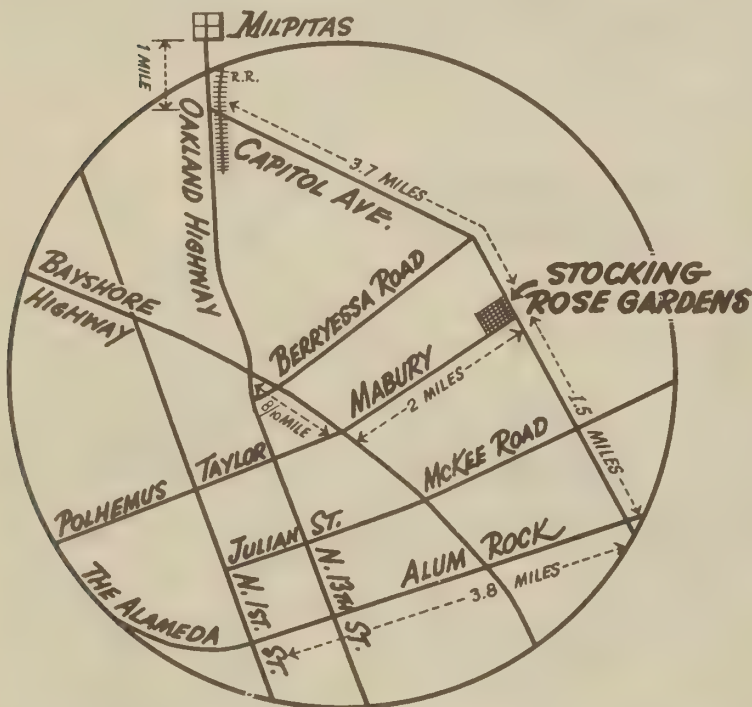 MILPITAS
1 MILE
R.R.
OAKLAND HIGHWAY
CAPITOL AVE.
3.7 MILES
STOCKING
ROSE GARDENS
BAYSHORE
HIGHWAY
BERRYESSA ROAD
MABURY
2 MILES
8/10 MILE
1.5 MILES
MCKEE ROAD
TAYLOR
POLHEMUS
JULIAN ST.
ALUM ROCK
3.8 MILES
THE ALAMEDA
N. 1ST. ST.
N. 13TH ST.